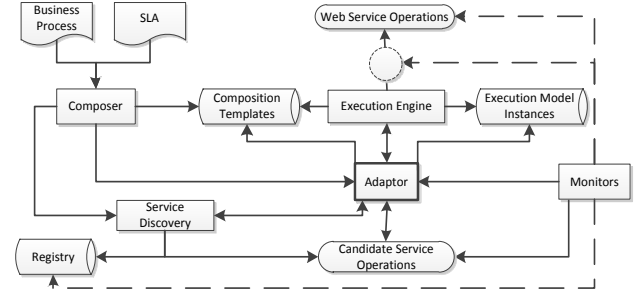 Business
Process
SLA
Web Service Operations
Composer
Composition
Templates
Execution Engine
Execution Model
Instances
Adaptor
Monitors
Service
Discovery
Registry
Candidate Service
Operations